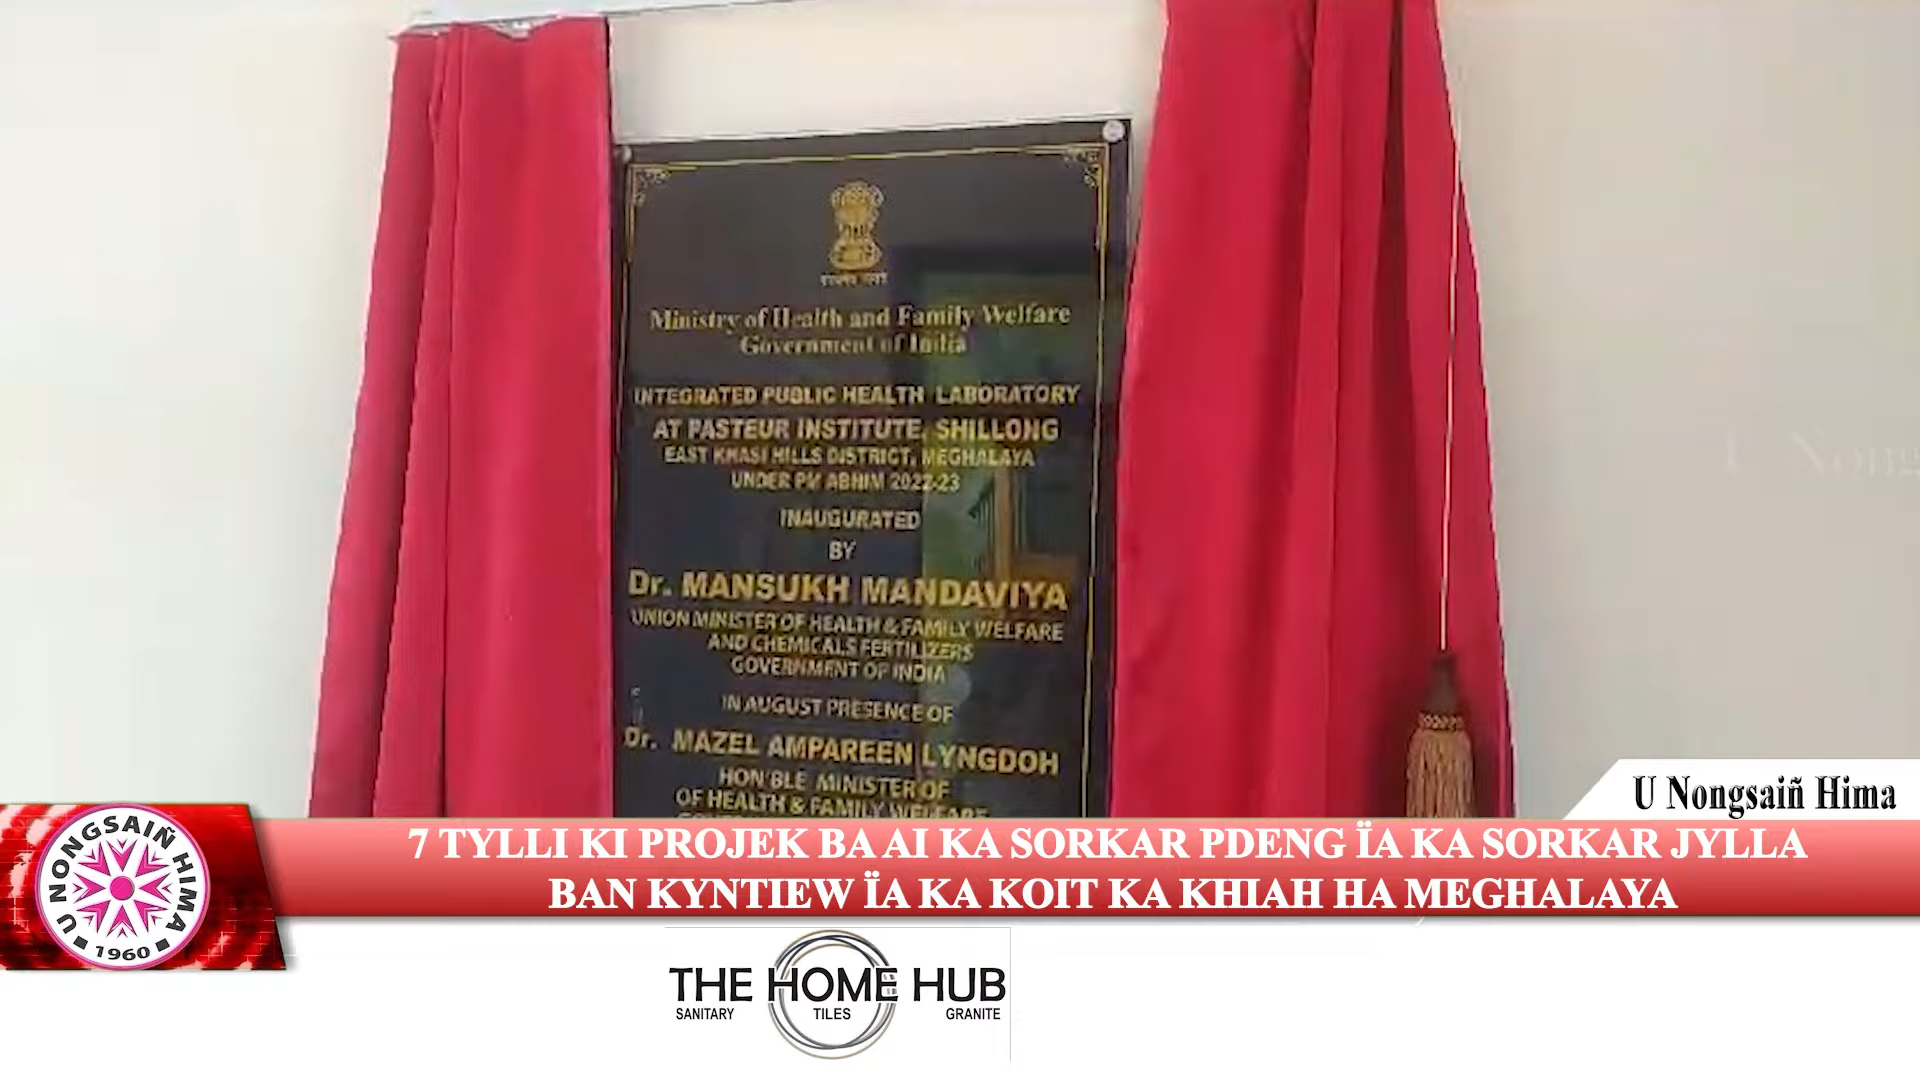 Ministry of Health and Family Welfare
Government of India
INTEGRATED PUBLIC HEALTH LABORATORY
AT PASTEUR INSTITUTE, SHILLONG
EAST KHASI HILLS DISTRICT, MEGHALAYA
UNDER PM ABHIM 2022-23
INAUGURATED
BY
Dr. MANSUKH MANDAVIYA
UNION MINISTER OF HEALTH & FAMILY WELFARE
AND CHEMICALS FERTILIZERS
GOVERNMENT OF INDIA
IN AUGUST PRESENCE OF
Dr. MAZEL AMPAREEN LYNGDOH
HON'BLE MINISTER OF
OF HEALTH & FAMILY WELFARE
U Nong
U Nongsaiñ Hima
7 TYLLI KI PROJEK BA AI KA SORKAR PDENG ÏA KA SORKAR JYLLA
BAN KYNTIEW ÏA KA KOIT KA KHIAH HA MEGHALAYA
U NONGSAIÑ HIMA
1960
THE HOME HUB
SANITARY TILES GRANITE